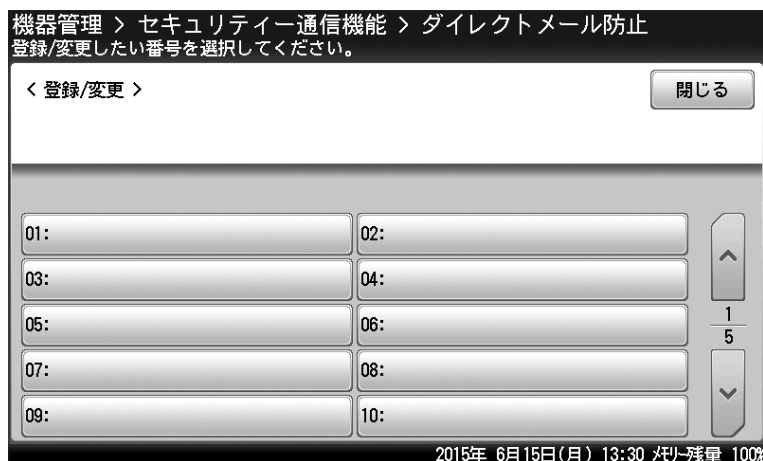 機器管理 > セキュリティー通信機能 > ダイレクトメール防止
登録/変更したい番号を選択してください。
< 登録/変更 >
閉じる
01:
02:
03:
04:
05:
06:
07:
08:
09:
10:
1
5
2015年 6月15日(月) 13:30 ﾒﾓﾘｰ残量 100%